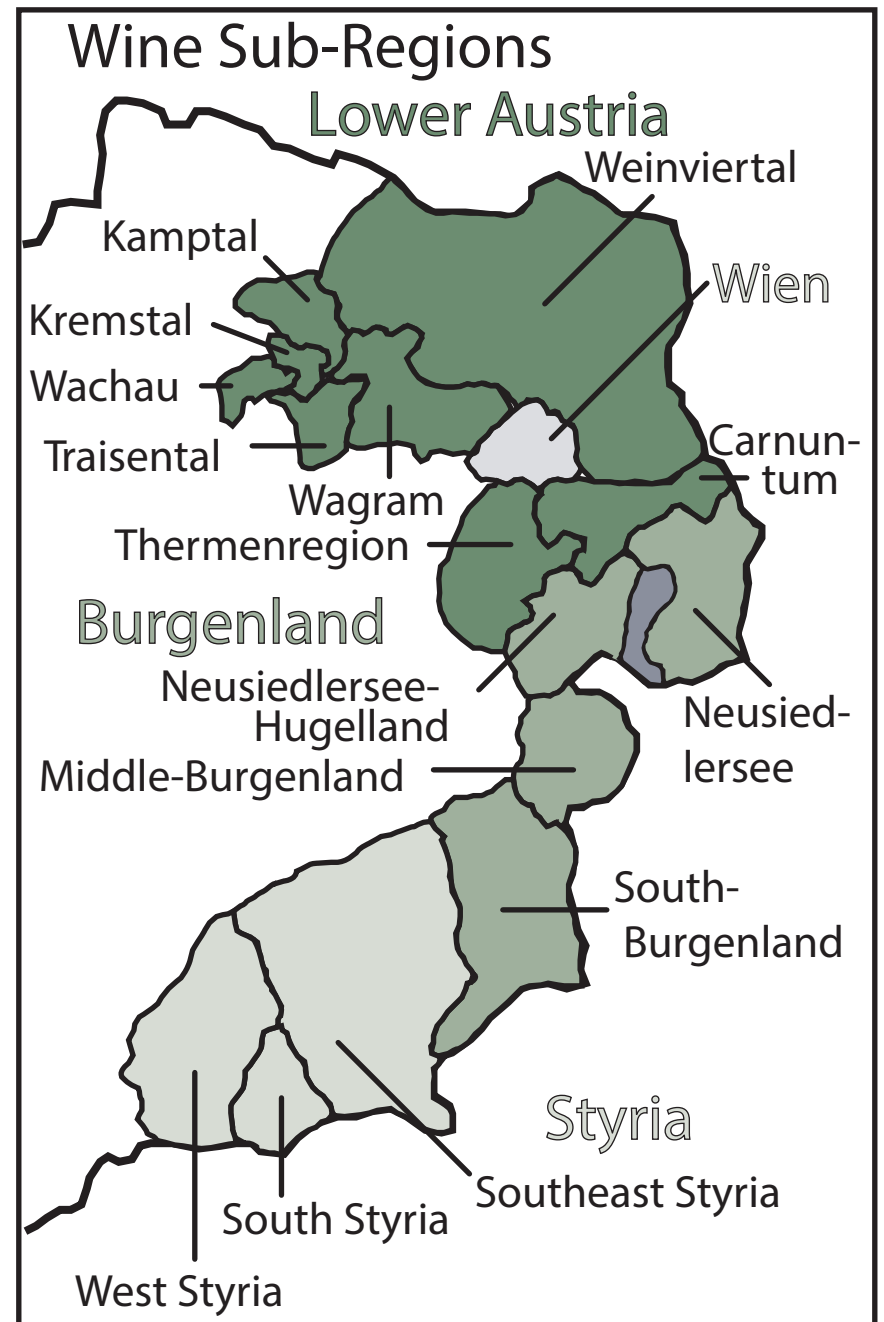 Wine Sub-Regions
Lower Austria
Weinviertal
Kamptal
Wien
Kremstal
Wachau
Carnun-
tum
Traisental
Wagram
Thermenregion
Burgenland
Neusiedlersee-
Hugelland
Neusied-
lersee
Middle-Burgenland
South-
Burgenland
Styria
Southeast Styria
South Styria
West Styria